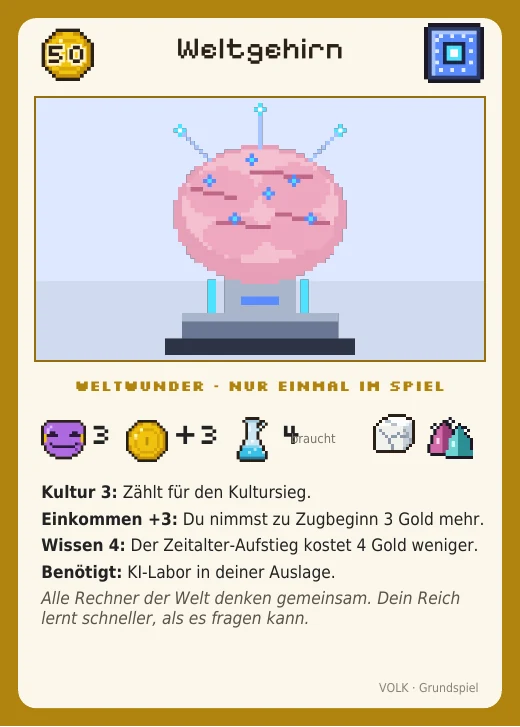 50
Weltgehirn
WELTWUNDER - NUR EINMAL IM SPIEL
3 +3 4 braucht
Kultur 3: Zählt für den Kultursieg.
Einkommen +3: Du nimmst zu Zugbeginn 3 Gold mehr.
Wissen 4: Der Zeitalter-Aufstieg kostet 4 Gold weniger.
Benötigt: KI-Labor in deiner Auslage.
Alle Rechner der Welt denken gemeinsam. Dein Reich
lernt schneller, als es fragen kann.
VOLK · Grundspiel